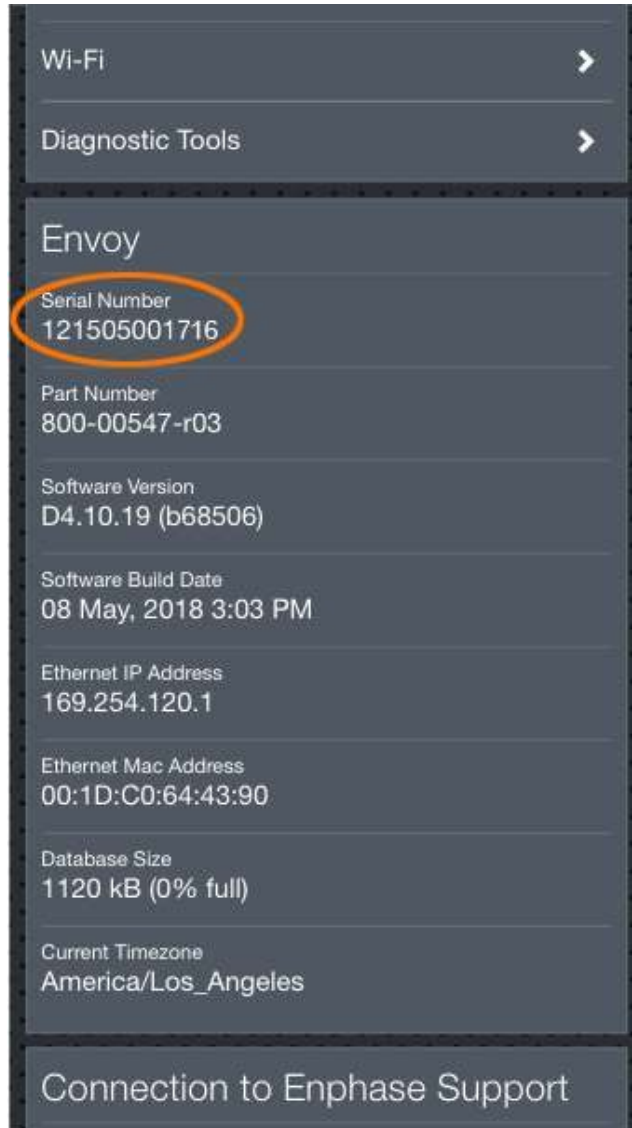 Wi-Fi
Diagnostic Tools
Envoy
Serial Number
121505001716
Part Number
800-00547-r03
Software Version
D4.10.19 (b68506)
Software Build Date
08 May, 2018 3:03 PM
Ethernet IP Address
169.254.120.1
Ethernet Mac Address
00:1D:C0:64:43:90
Database Size
1120 kB (0% full)
Current Timezone
America/Los_Angeles
Connection to Enphase Support